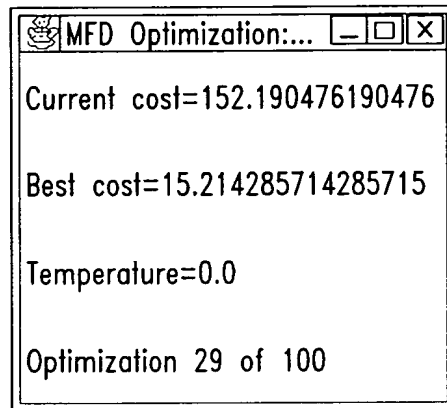 MFD Optimization:...
Current cost=152.190476190476
Best cost=15.214285714285715
Temperature=0.0
Optimization 29 of 100